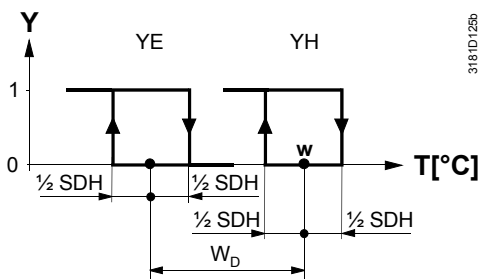 Y
YE
YH
3181D125b
1
w
0
T[°C]
½ SDH
½ SDH
½ SDH
½ SDH
W_D